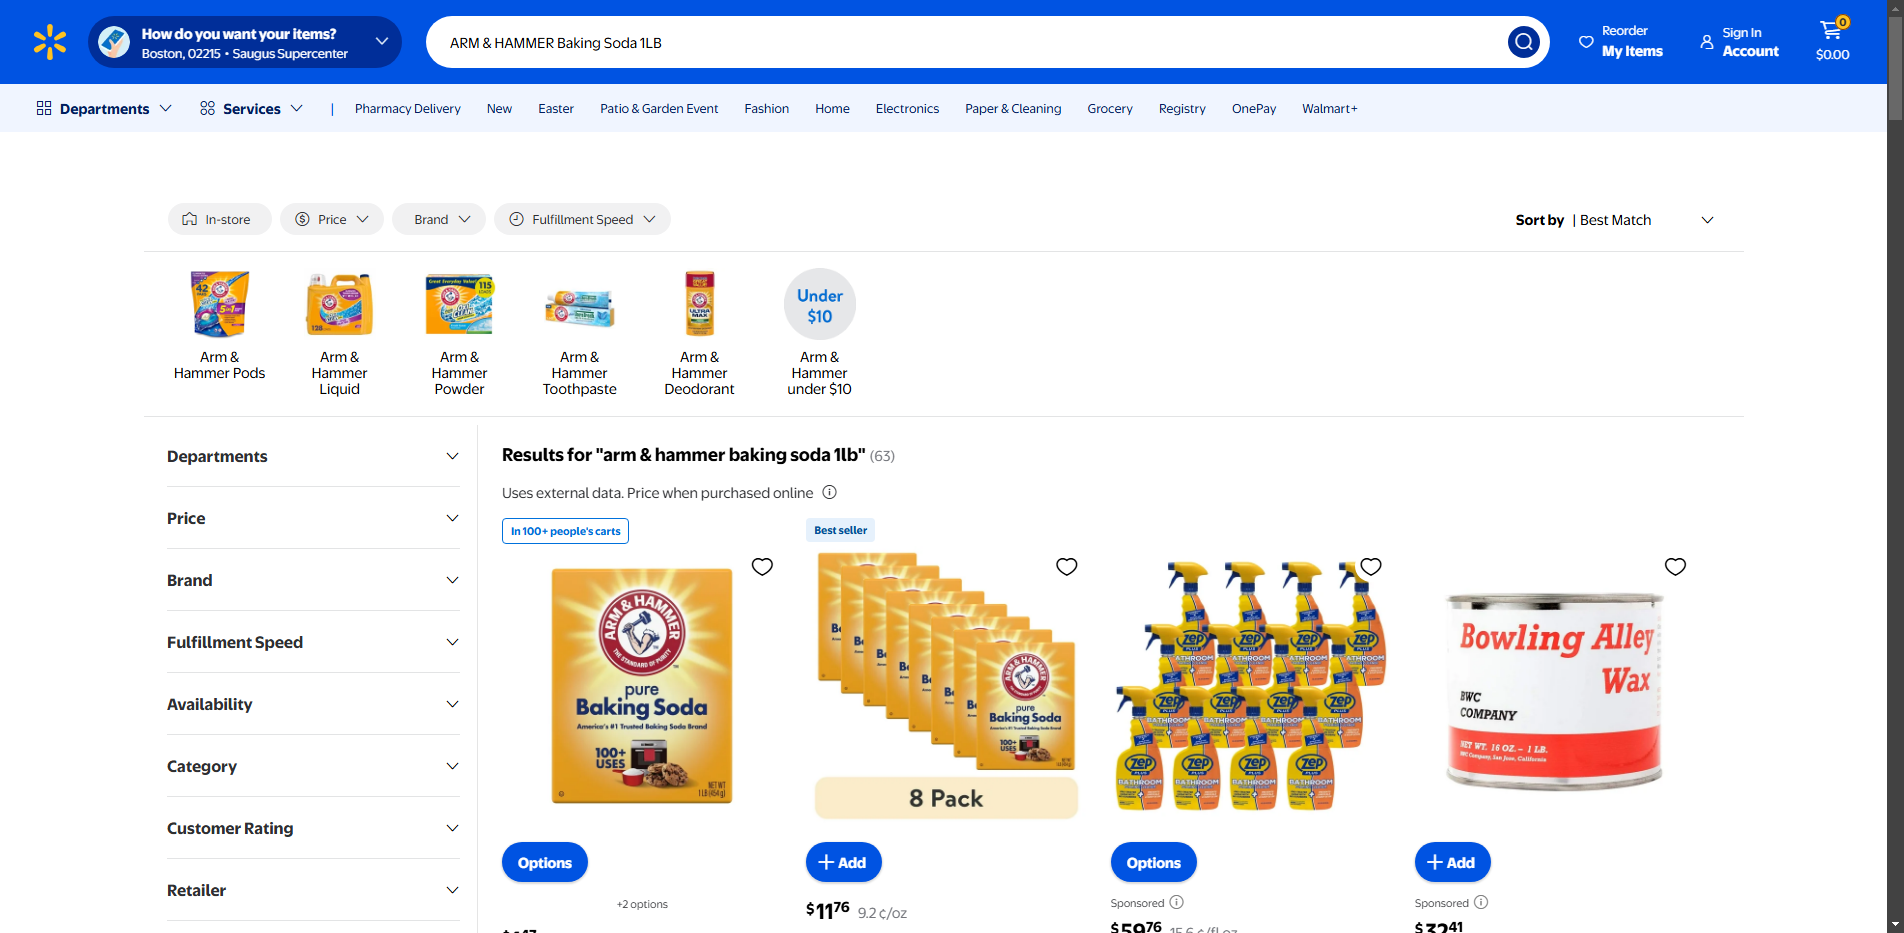 How do you want your items?
Boston, 02215 • Saugus Supercenter
ARM & HAMMER Baking Soda 1LB
Reorder
My Items
Sign In
Account
0
$0.00
Departments
Services
|
Pharmacy Delivery
New
Easter
Patio & Garden Event
Fashion
Home
Electronics
Paper & Cleaning
Grocery
Registry
OnePay
Walmart+
In-store
Price
Brand
Fulfillment Speed
Sort by | Best Match
Arm &
Hammer Pods
Arm &
Hammer
Liquid
Arm &
Hammer
Powder
Arm &
Hammer
Toothpaste
Arm &
Hammer
Deodorant
Under
$10
Arm &
Hammer
under $10
Departments
Price
Brand
Fulfillment Speed
Availability
Category
Customer Rating
Retailer
Results for "arm & hammer baking soda 1lb" (63)
Uses external data. Price when purchased online
In 100+ people's carts
ARM & HAMMER
THE STANDARD OF PURITY
pure
Baking Soda
America's #1 Trusted Baking Soda Brand
100+
USES
NET WT
1 LB (454g)
Options
+2 options
Best seller
ARM & HAMMER
pure
Baking Soda
100+
USES
8 Pack
Add
$11.76 9.2 ¢/oz
Zep
BATHROOM
Options
Sponsored
$59.76
Bowling Alley
Wax
BWC
COMPANY
NET WT. 16 OZ. - 1 LB.
BWC Company, San Jose, California
Add
Sponsored
$32.41